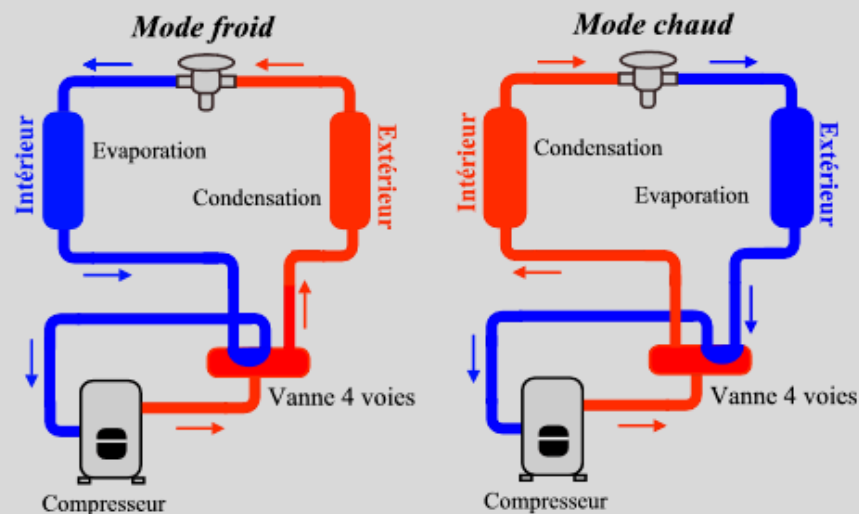 Mode froid
Intérieur
Evaporation
Condensation
Extérieur
Vanne 4 voies
Compresseur
Mode chaud
Intérieur
Condensation
Evaporation
Extérieur
Vanne 4 voies
Compresseur